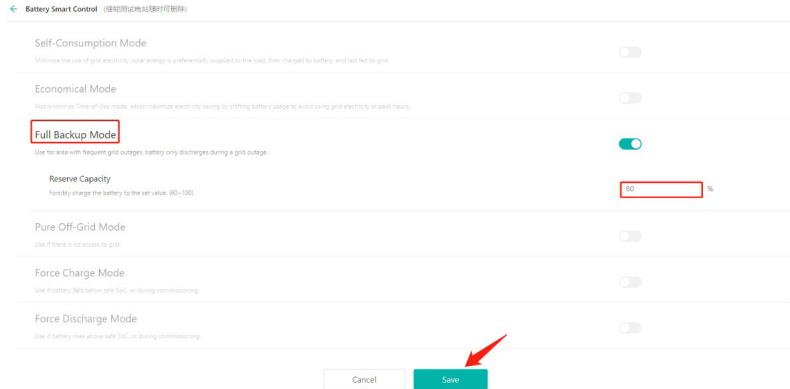 ← Battery Smart Control (储能测试电站随时可删除)
Self-Consumption Mode
Minimise the use of grid electricity; solar energy is preferentially supplied to the load, then charged to battery, and last fed to grid.
Economical Mode
Also known as Time-of-Use mode, which maximize electricity saving by shifting battery usage to avoid using grid electricity at peak hours.
Full Backup Mode
Use for area with frequent grid outages, battery only discharges during a grid outage.
Reserve Capacity
Forcibly charge the battery to the set value. (60~100)
80 %
Pure Off-Grid Mode
Use if there is no access to grid.
Force Charge Mode
Use if battery falls below safe SoC, or during commissioning.
Force Discharge Mode
Use if battery rises above safe SoC, or during commissioning.
Cancel Save